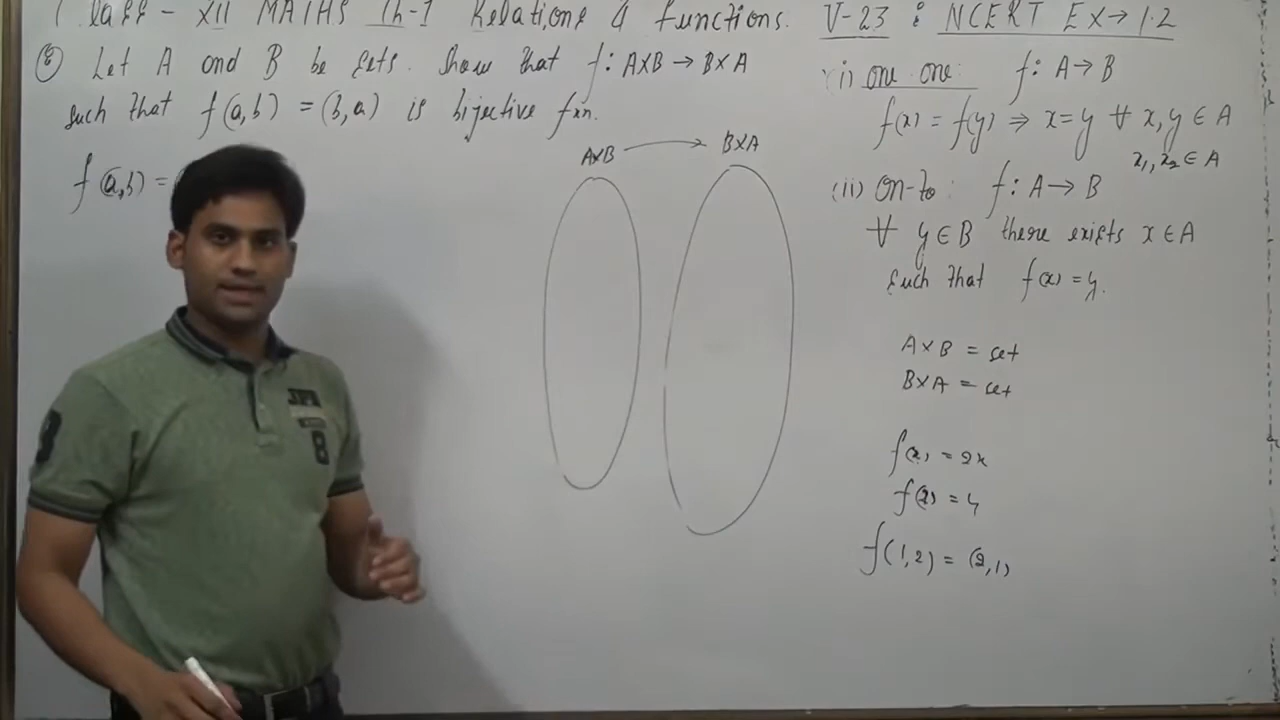 Class - XII MATHS Ch-1 Relations & Functions. V-23 : NCERT EX→1.2
⑧ Let A and B be sets. Show that f: A×B → B×A
such that f(a,b) = (b,a) is bijective fxn.
f(a,b) =
A×B → B×A
(i) one one: f: A→B
f(x) = f(y) ⇒ x=y ∀ x,y ∈ A
x₁, x₂ ∈ A
(ii) on-to: f: A→B
∀ y∈B there exists x∈A
such that f(x) = y.
A×B = set
B×A = set
f(x) = 2x
f(2) = 4
f(1,2) = (2,1)
JPR
8